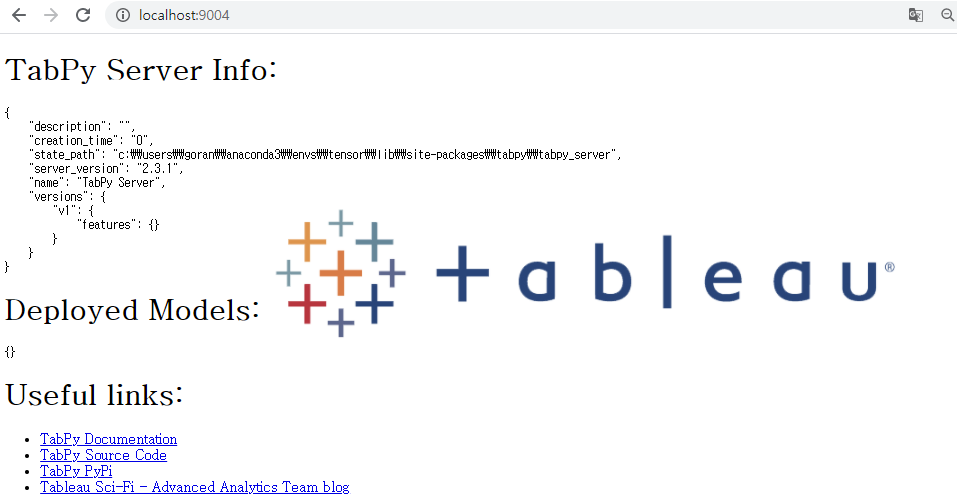 localhost:9004
TabPy Server Info:
{
"description": "",
"creation_time": "0",
"state_path": "c:₩₩users₩₩goran₩₩anaconda3₩₩envs₩₩tensor₩₩lib₩₩site-packages₩₩tabpy₩₩tabpy_server",
"server_version": "2.3.1",
"name": "TabPy Server",
"versions": {
"v1": {
"features": {}
}
}
}
+ a b | e a u ®
Deployed Models:
{}
Useful links:
• TabPy Documentation
• TabPy Source Code
• TabPy PyPi
• Tableau Sci-Fi - Advanced Analytics Team blog